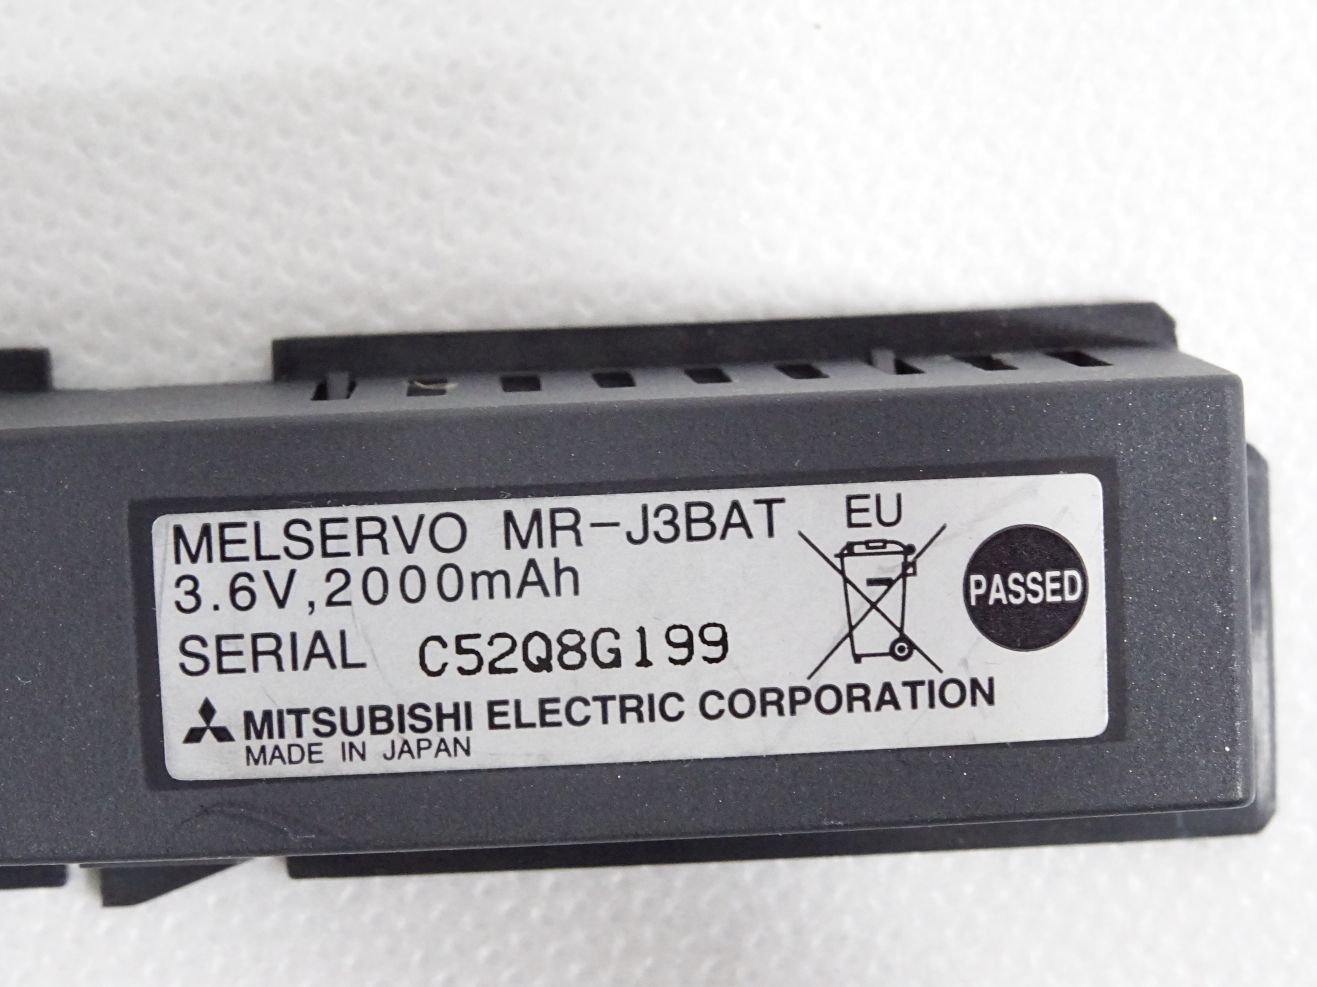 MELSERVO MR-J3BAT
3.6V,2000mAh
SERIAL C52Q8G199
MITSUBISHI ELECTRIC CORPORATION
MADE IN JAPAN
EU
PASSED